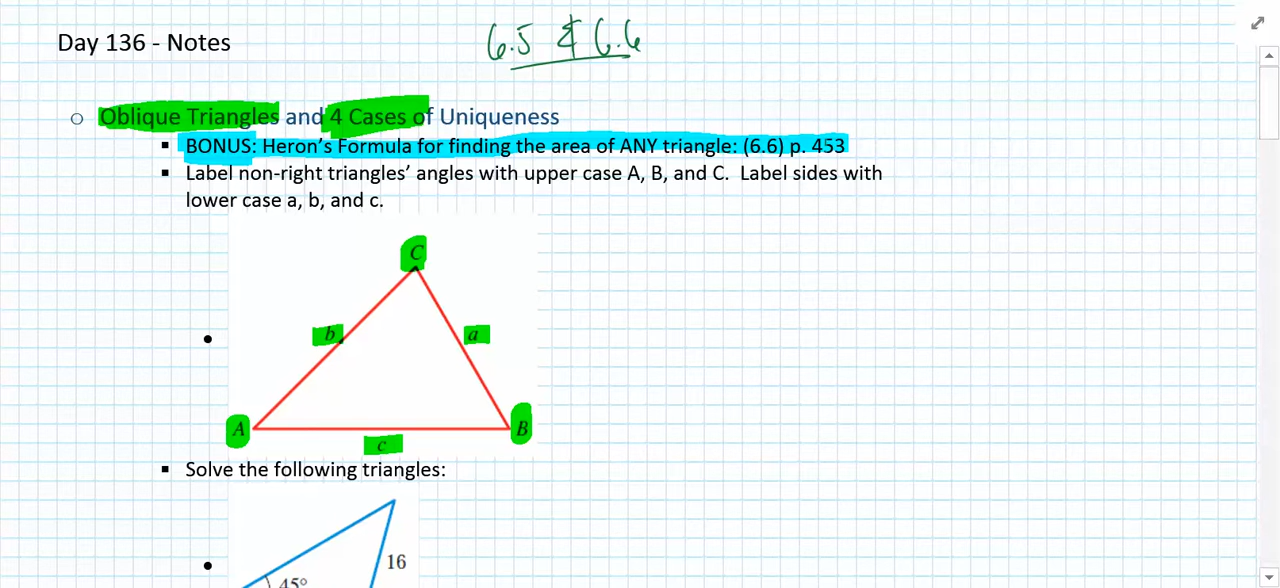 6.5 & 6.6
Day 136 - Notes
Oblique Triangles and 4 Cases of Uniqueness
BONUS: Heron's Formula for finding the area of ANY triangle: (6.6) p. 453
Label non-right triangles' angles with upper case A, B, and C. Label sides with
lower case a, b, and c.
C
b
a
A
B
c
Solve the following triangles:
16
45°